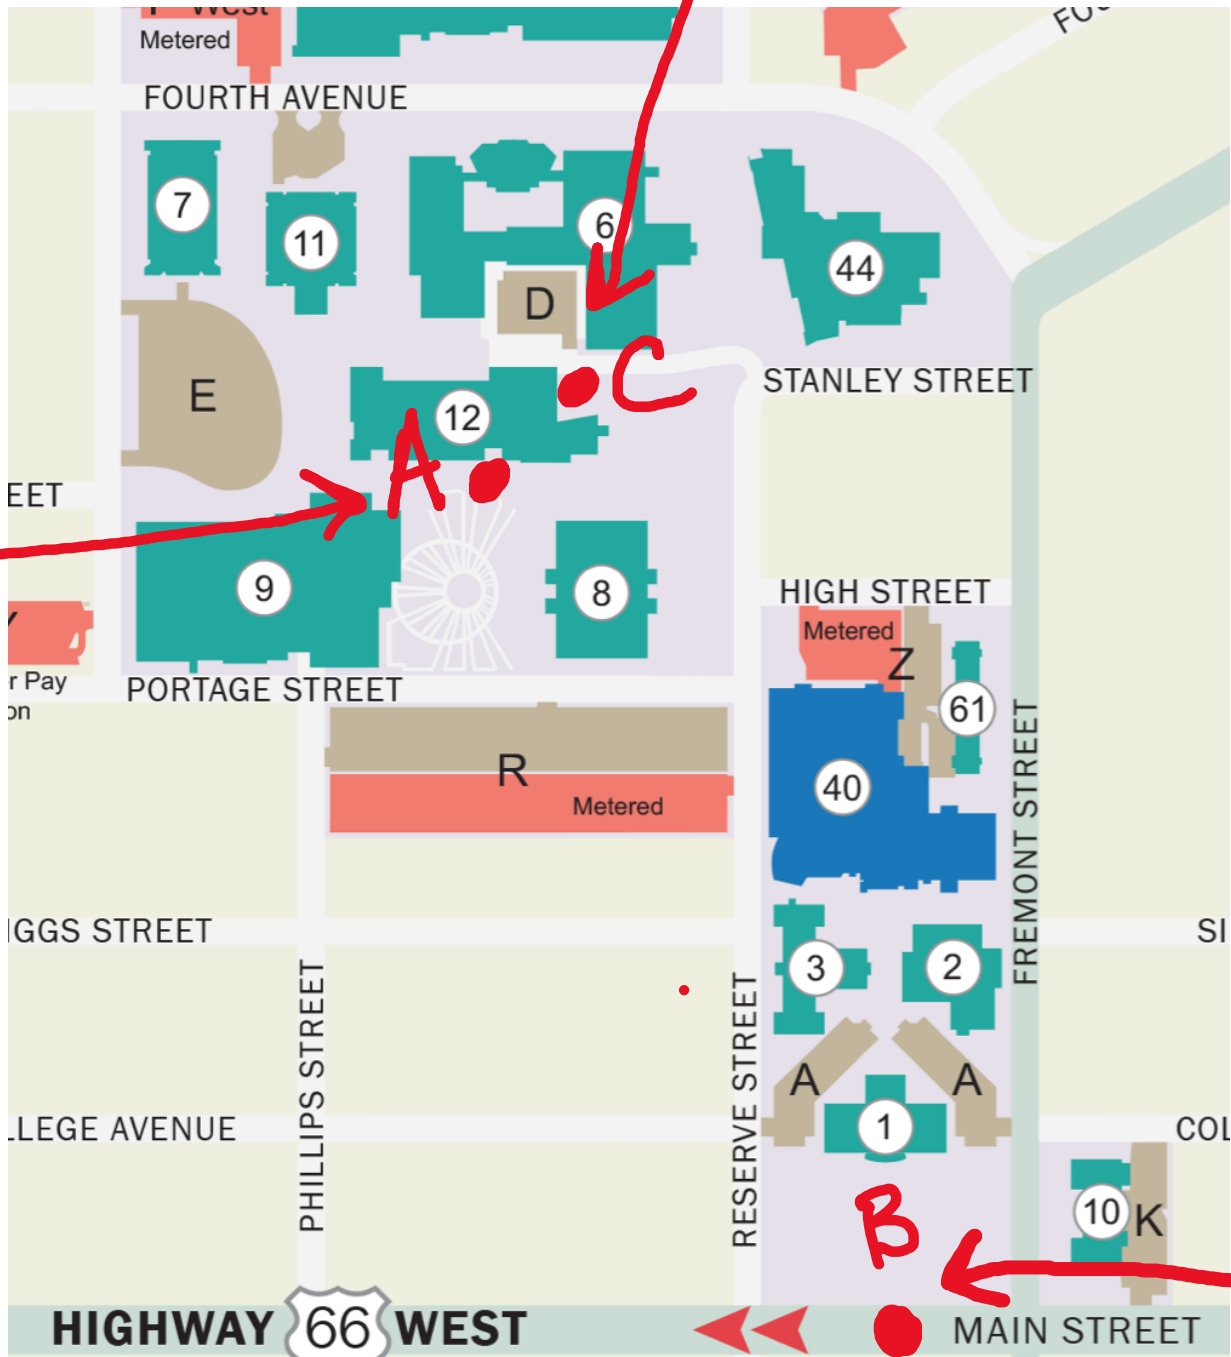 West
Metered
FOURTH AVENUE
7
11
6
44
D
C
E
STANLEY STREET
12
A
EET
9
8
HIGH STREET
Metered
Z
r Pay
on
PORTAGE STREET
61
R
40
Metered
FREMONT STREET
IGGS STREET
SI
3
2
PHILLIPS STREET
RESERVE STREET
A
A
1
LLEGE AVENUE
COL
B
10
K
HIGHWAY 66 WEST
MAIN STREET